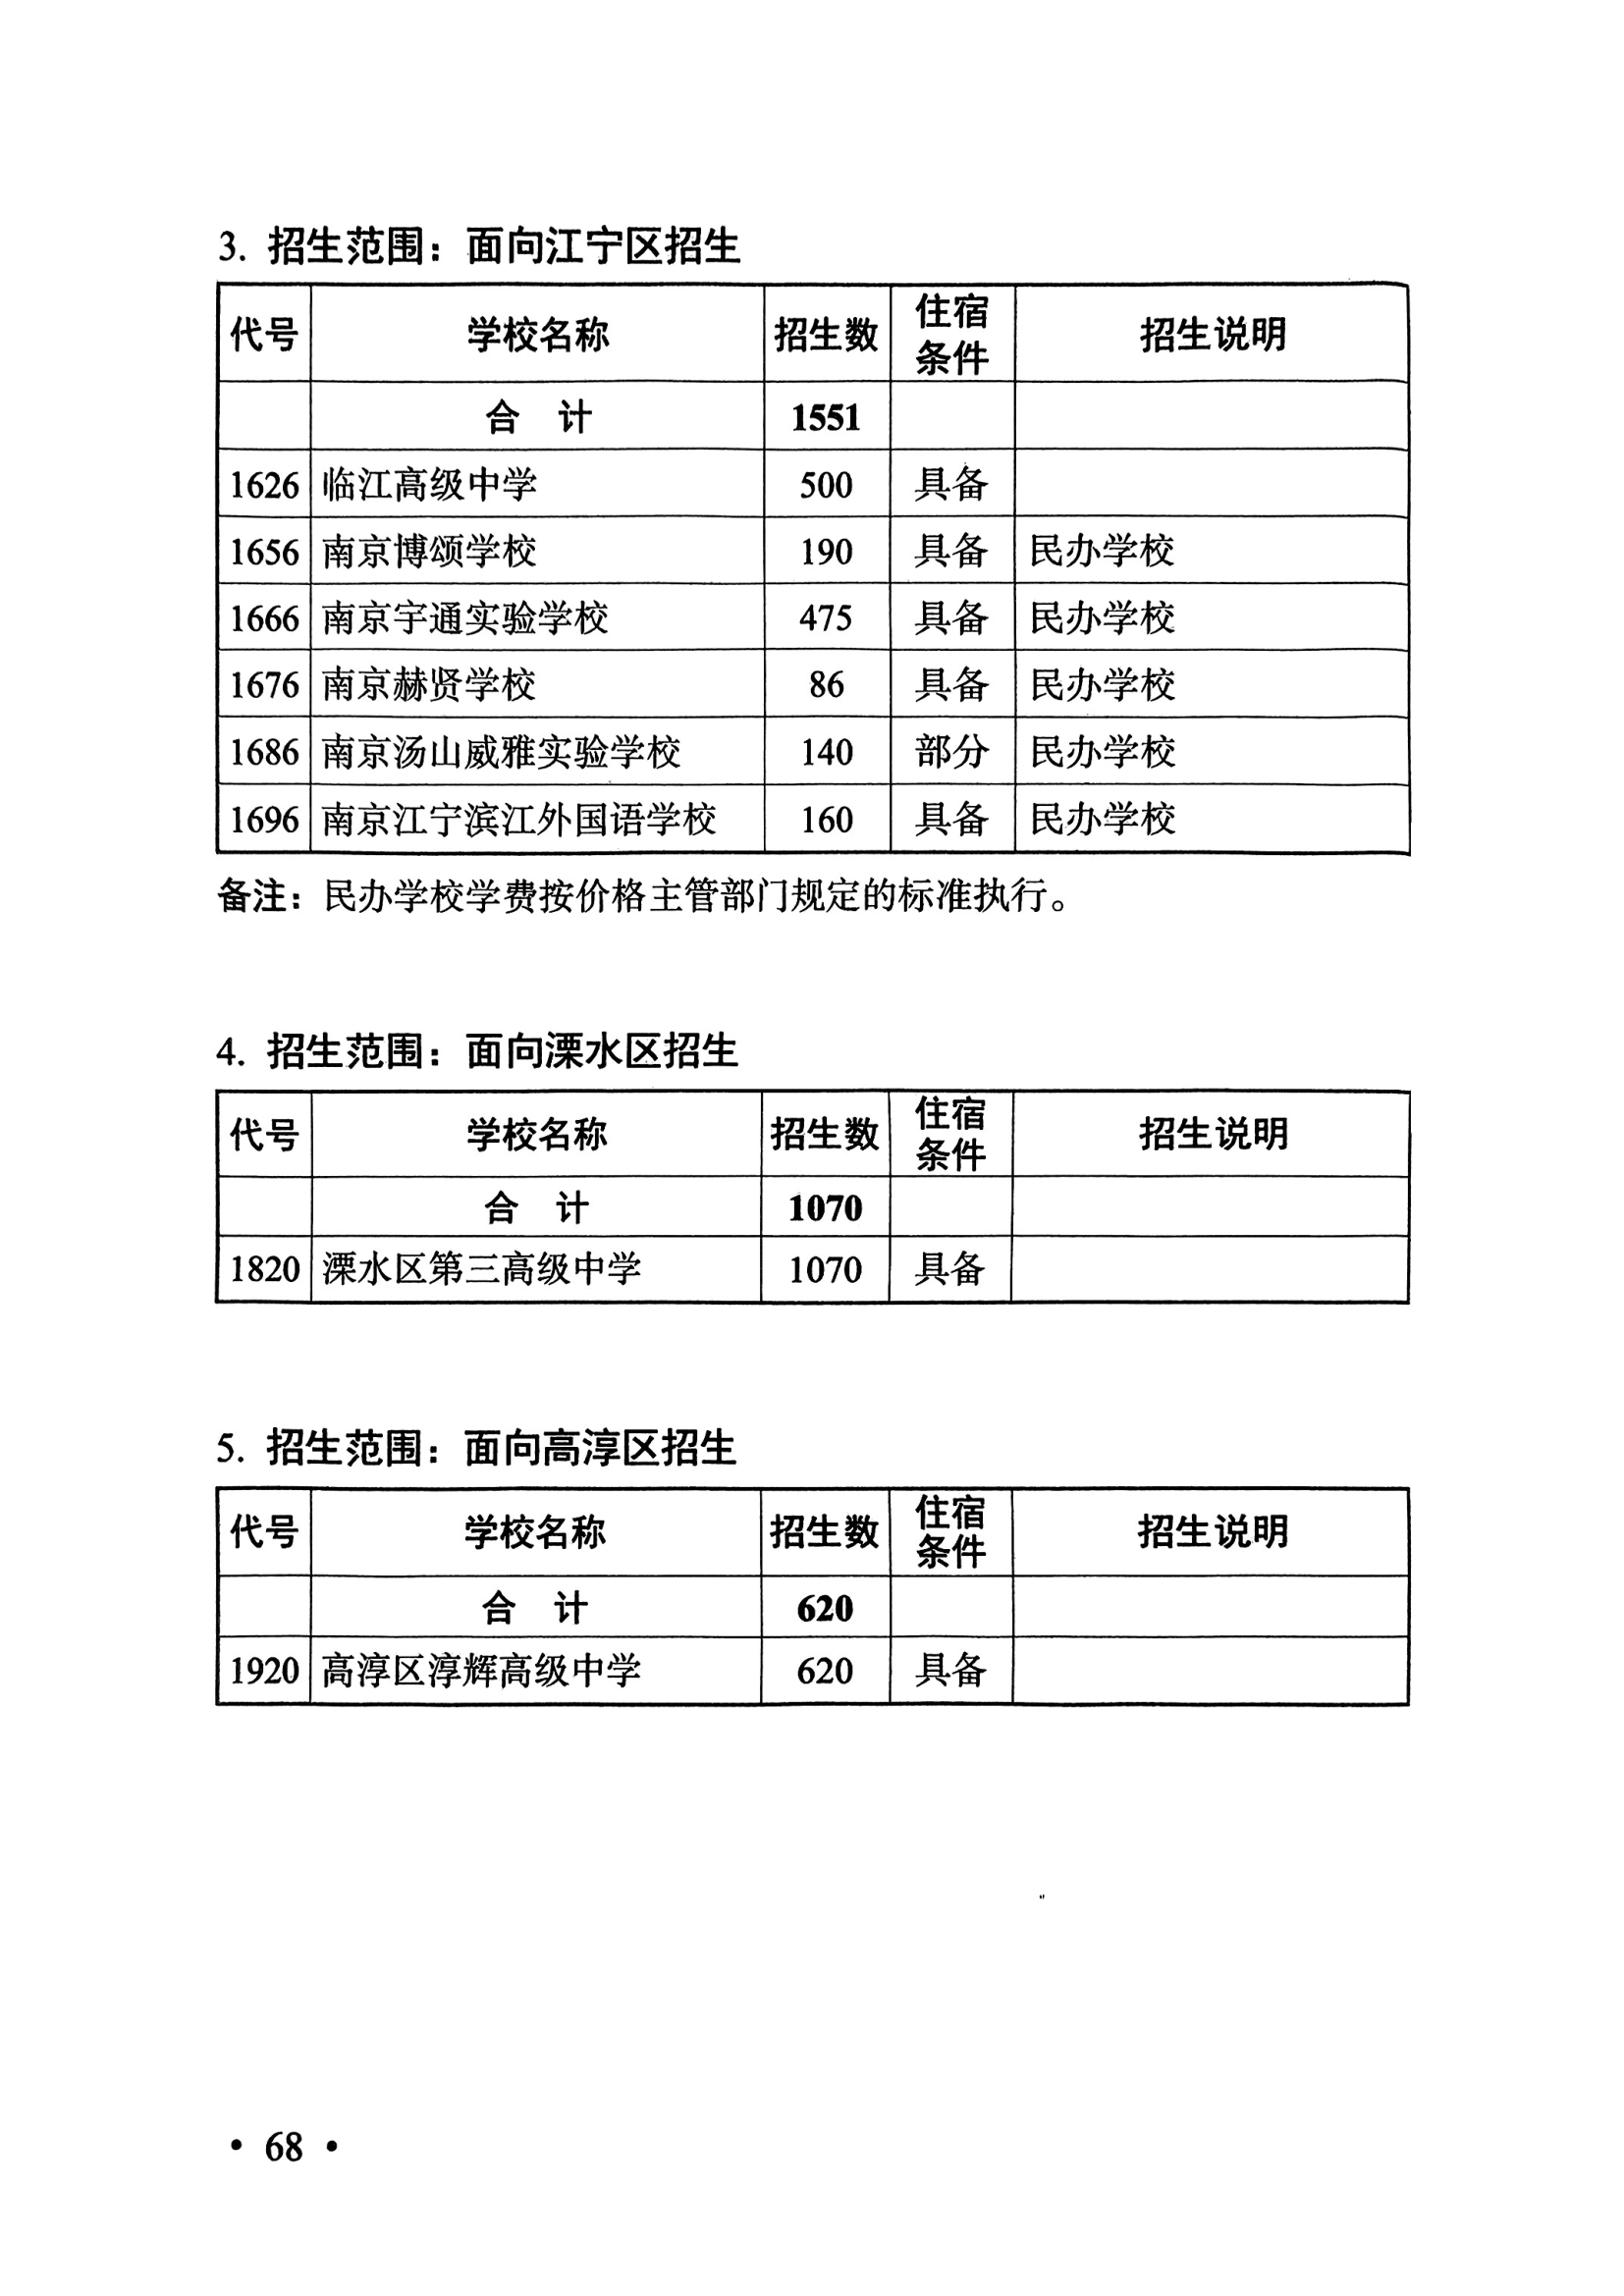 3. 招生范围：面向江宁区招生
代号 学校名称 招生数 住宿条件 招生说明
合 计 1551
1626 临江高级中学 500 具备
1656 南京博颂学校 190 具备 民办学校
1666 南京宇通实验学校 475 具备 民办学校
1676 南京赫贤学校 86 具备 民办学校
1686 南京汤山威雅实验学校 140 部分 民办学校
1696 南京江宁滨江外国语学校 160 具备 民办学校
备注：民办学校学费按价格主管部门规定的标准执行。
4. 招生范围：面向溧水区招生
代号 学校名称 招生数 住宿条件 招生说明
合 计 1070
1820 溧水区第三高级中学 1070 具备
5. 招生范围：面向高淳区招生
代号 学校名称 招生数 住宿条件 招生说明
合 计 620
1920 高淳区淳辉高级中学 620 具备
· 68 ·